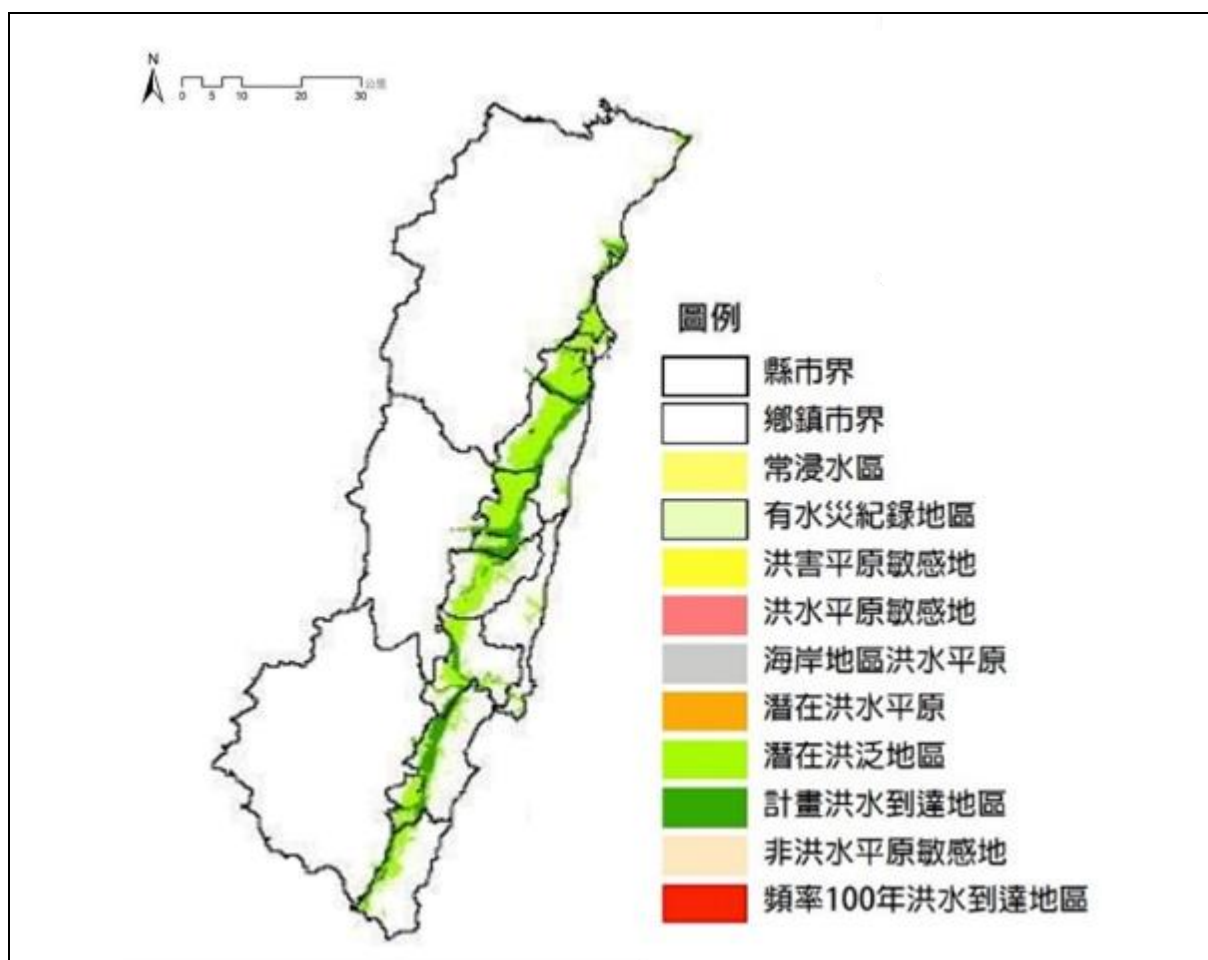 N
0 5 10 20 30 公里
圖例
縣市界
鄉鎮市界
常浸水區
有水災紀錄地區
洪害平原敏感地
洪水平原敏感地
海岸地區洪水平原
潛在洪水平原
潛在洪泛地區
計畫洪水到達地區
非洪水平原敏感地
頻率100年洪水到達地區